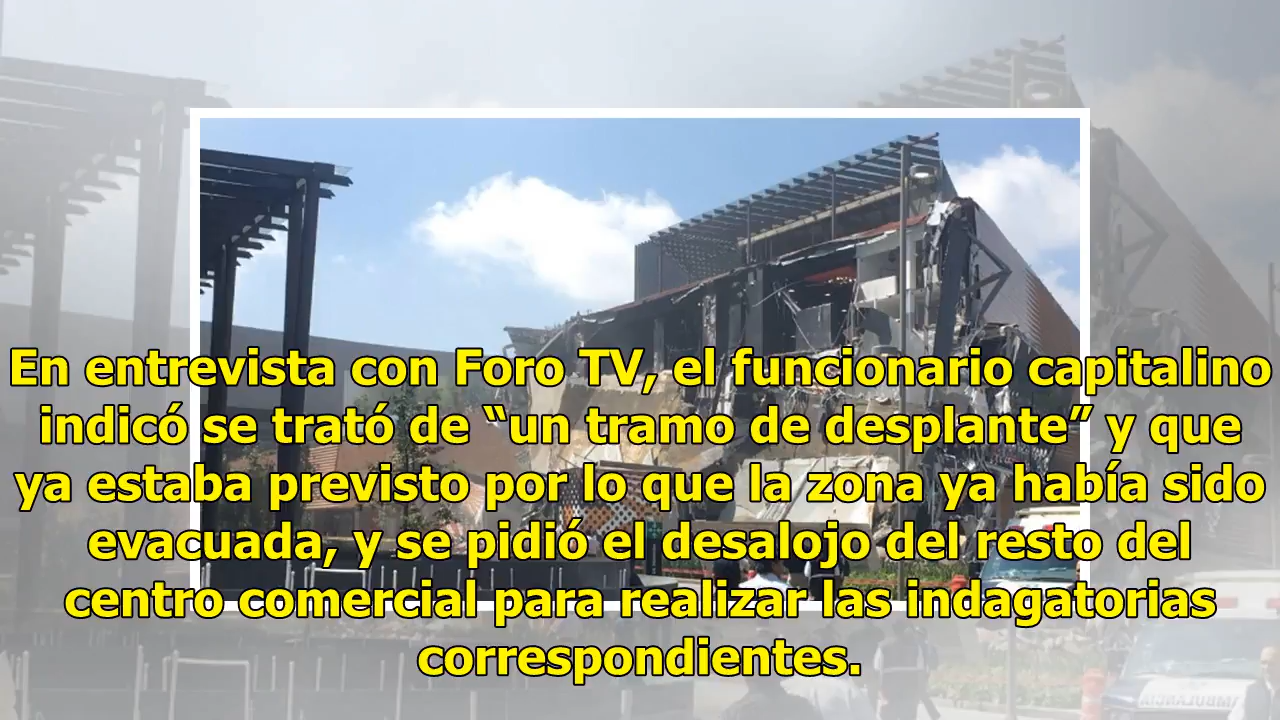 En entrevista con Foro TV, el funcionario capitalino
indicó se trató de “un tramo de desplante” y que
ya estaba previsto por lo que la zona ya había sido
evacuada, y se pidió el desalojo del resto del
centro comercial para realizar las indagatorias
correspondientes.
AMBULANCIA